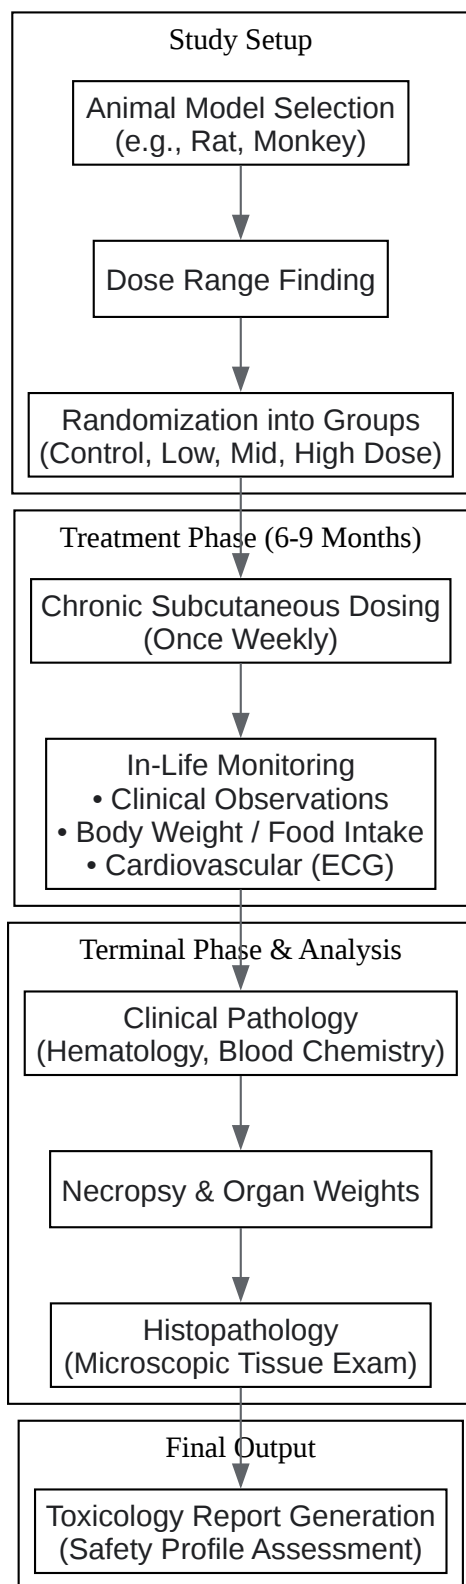 Study Setup
Animal Model Selection
(e.g., Rat, Monkey)
Dose Range Finding
Randomization into Groups
(Control, Low, Mid, High Dose)
Treatment Phase (6-9 Months)
Chronic Subcutaneous Dosing
(Once Weekly)
In-Life Monitoring
• Clinical Observations
• Body Weight / Food Intake
• Cardiovascular (ECG)
Terminal Phase & Analysis
Clinical Pathology
(Hematology, Blood Chemistry)
Necropsy & Organ Weights
Histopathology
(Microscopic Tissue Exam)
Final Output
Toxicology Report Generation
(Safety Profile Assessment)